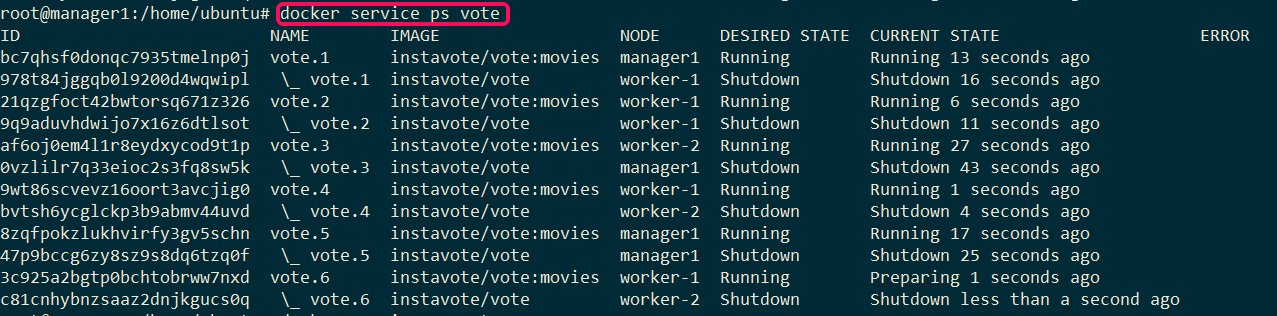 root@manager1:/home/ubuntu# docker service ps vote
ID NAME IMAGE NODE DESIRED STATE CURRENT STATE ERROR
bc7qhsf0donqc7935tmelnp0j vote.1 instavote/vote:movies manager1 Running Running 13 seconds ago
978t84jggqb0l9200d4wqwipl \_ vote.1 instavote/vote worker-1 Shutdown Shutdown 16 seconds ago
21qzgfoct42bwtorsq671z326 vote.2 instavote/vote:movies worker-1 Running Running 6 seconds ago
9q9aduvhdwijo7x16z6dtlsot \_ vote.2 instavote/vote worker-1 Shutdown Shutdown 11 seconds ago
af6oj0em4l1r8eydxycod9t1p vote.3 instavote/vote:movies worker-2 Running Running 27 seconds ago
0vzlilr7q33eioc2s3fq8sw5k \_ vote.3 instavote/vote manager1 Shutdown Shutdown 43 seconds ago
9wt86scvevz16oort3avcjig0 vote.4 instavote/vote:movies worker-1 Running Running 1 seconds ago
bvtsh6ycglckp3b9abmv44uvd \_ vote.4 instavote/vote worker-2 Shutdown Shutdown 4 seconds ago
8zqfpokzlukhvirfy3gv5schn vote.5 instavote/vote:movies manager1 Running Running 17 seconds ago
47p9bccg6zy8sz9s8dq6tzq0f \_ vote.5 instavote/vote manager1 Shutdown Shutdown 25 seconds ago
3c925a2bgtp0bchtobrww7nxd vote.6 instavote/vote:movies worker-1 Running Preparing 1 seconds ago
c81cnhybnzsaaz2dnjkgucs0q \_ vote.6 instavote/vote worker-2 Shutdown Shutdown less than a second ago